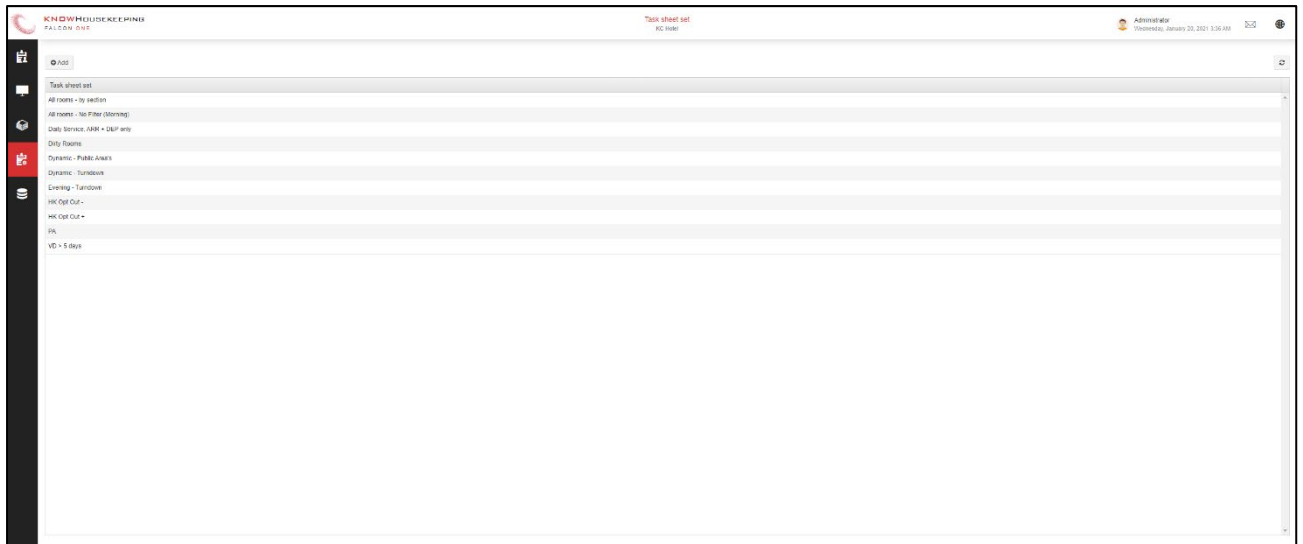 KNOWHOUSEKEEPING
FALCON ONE
Task sheet set
KC Hotel
Administrator
Wednesday, January 20, 2021 3:36 AM
Add
Task sheet set
All rooms - by section
All rooms - No Filter (Morning)
Daily Service, ARR + DEP only
Dirty Rooms
Dynamic - Public Areas
Dynamic - Turndown
Evening - Turndown
HK Opt Out -
HK Opt Out +
PA
VD > 5 days